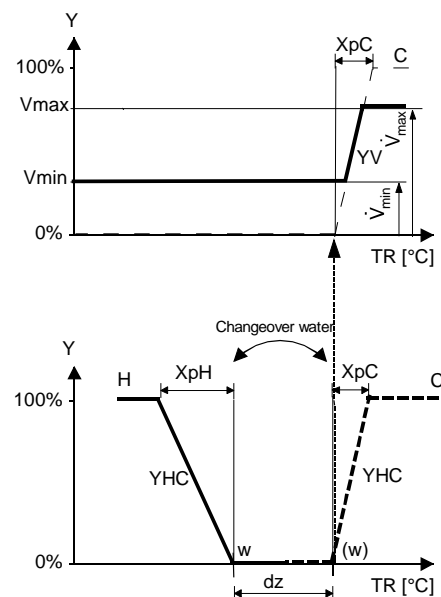 Y
XpC
100%
C
Vmax
YV
V̇max
Vmin
V̇min
0%
TR [°C]
Changeover water
Y
H
XpH
XpC
C
100%
YHC
YHC
w
(w)
0%
dz
TR [°C]